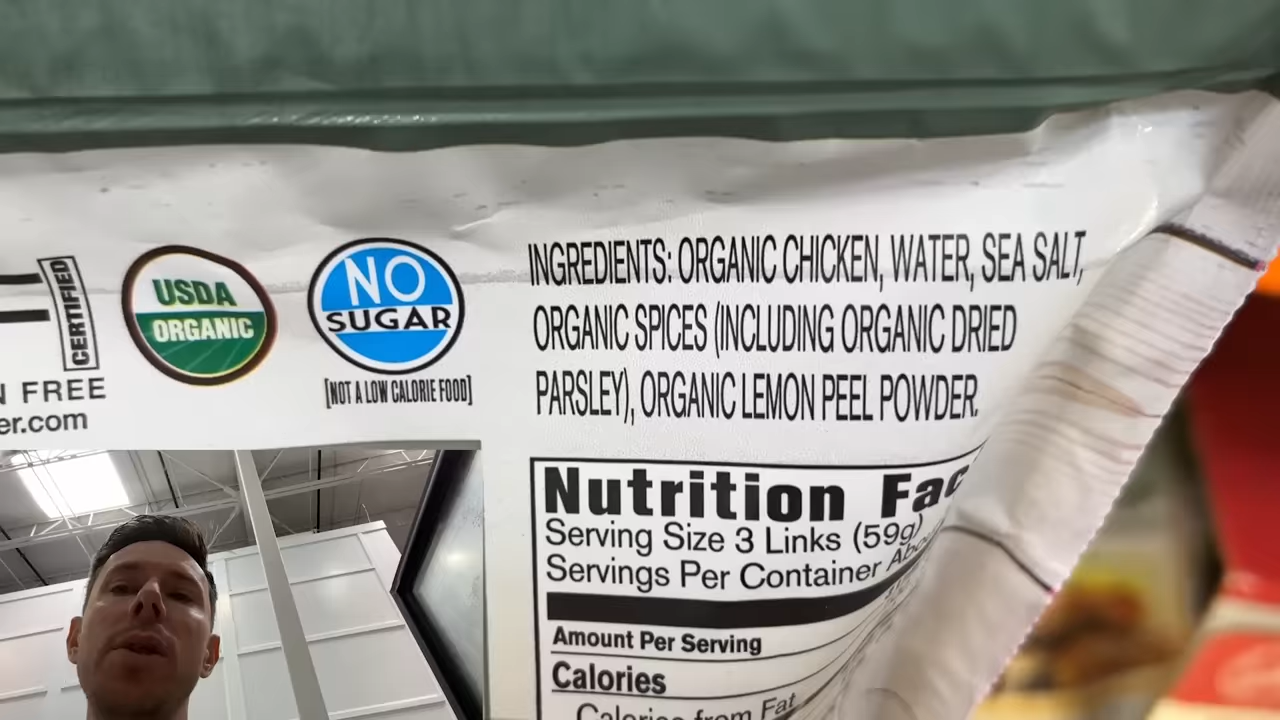 CERTIFIED
N FREE
er.com
USDA
ORGANIC
NO
SUGAR
[NOT A LOW CALORIE FOOD]
INGREDIENTS: ORGANIC CHICKEN, WATER, SEA SALT,
ORGANIC SPICES (INCLUDING ORGANIC DRIED
PARSLEY), ORGANIC LEMON PEEL POWDER.
Nutrition Fac
Serving Size 3 Links (59g)
Servings Per Container Abou
Amount Per Serving
Calories
Calories from Fat